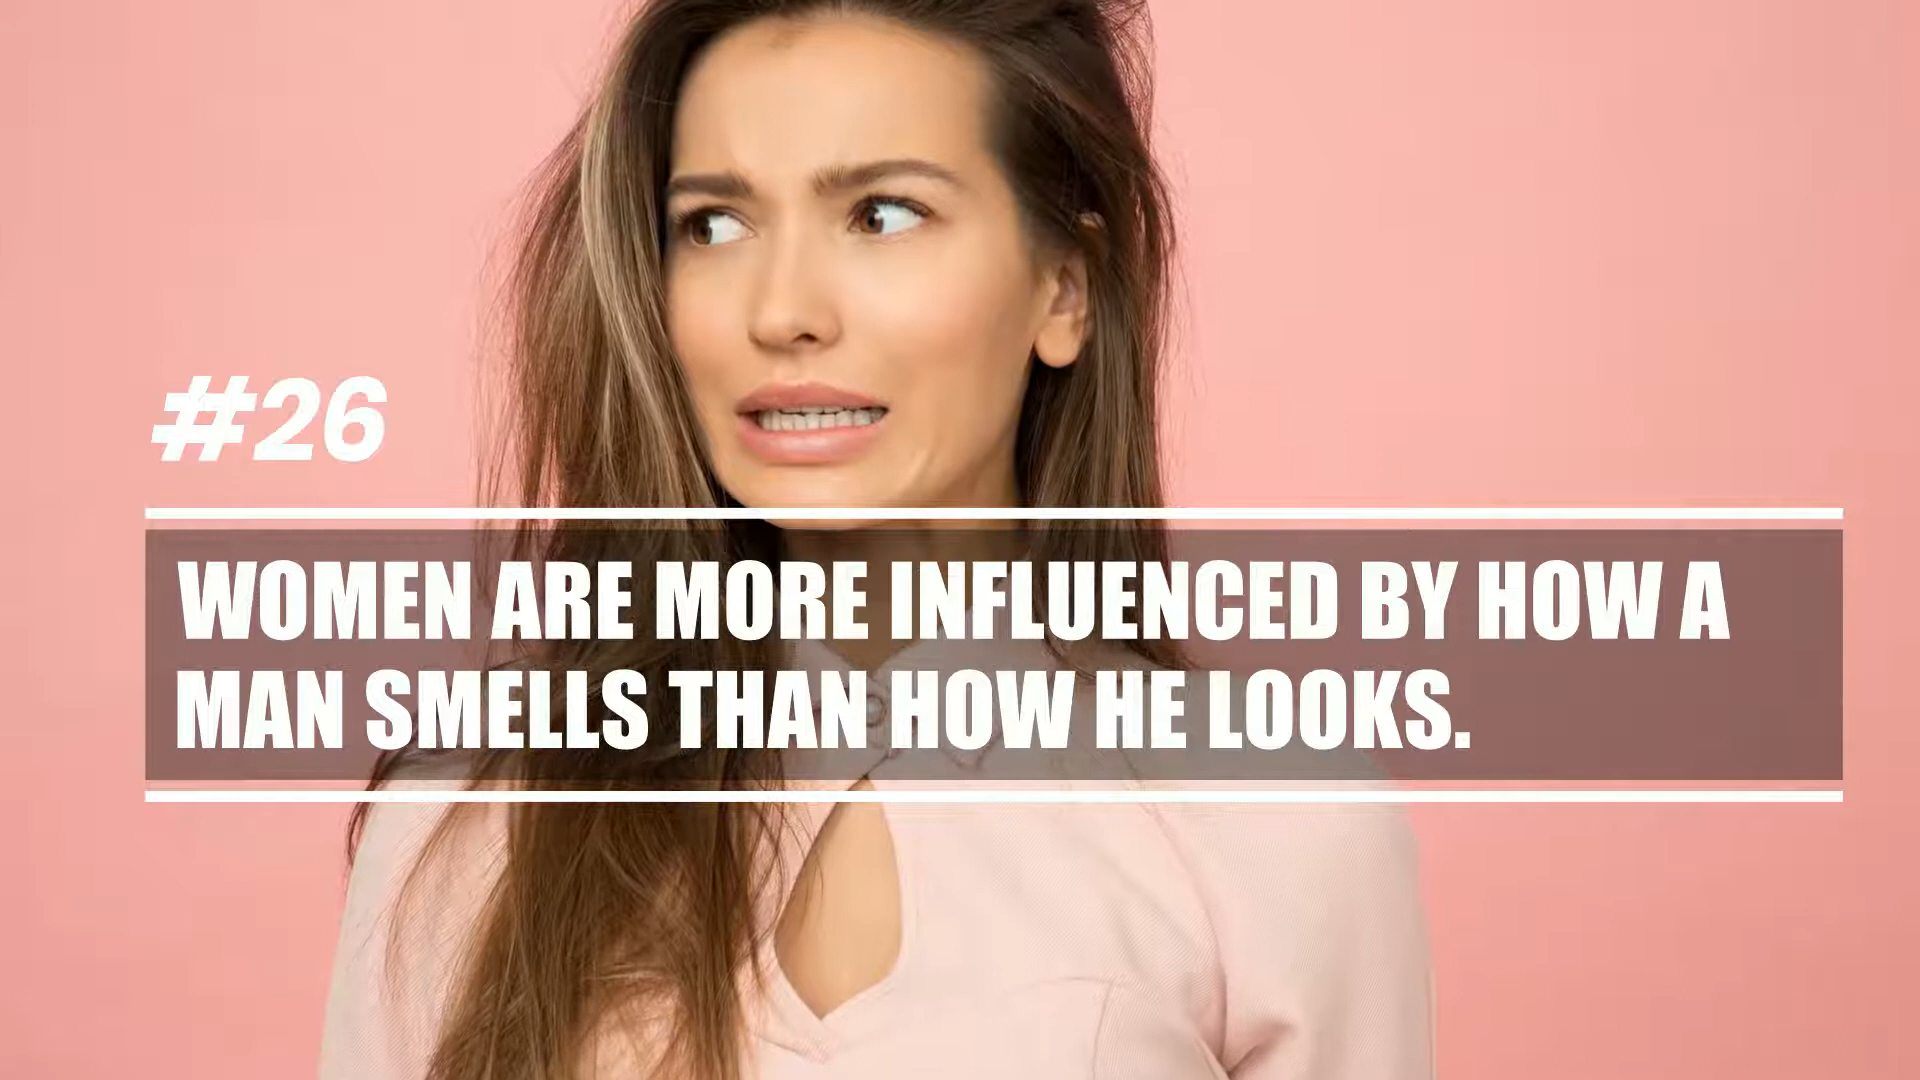 #26
WOMEN ARE MORE INFLUENCED BY HOW A
MAN SMELLS THAN HOW HE LOOKS.